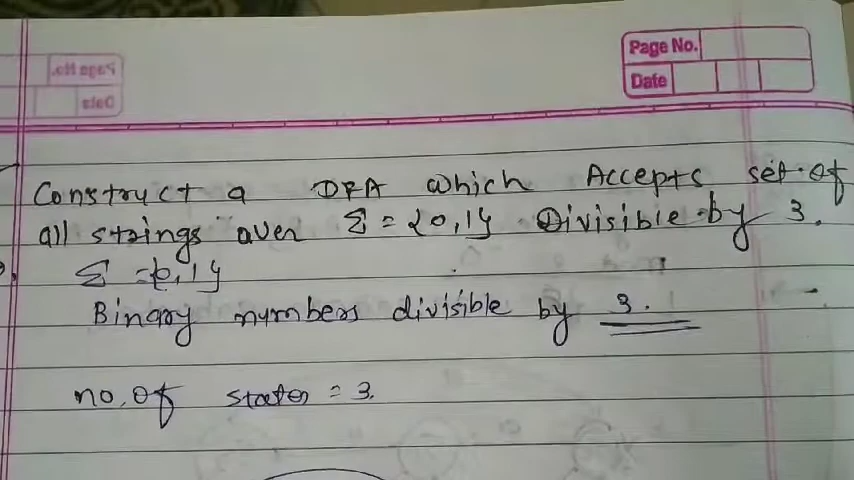 Page No.
Date
Construct a DFA which Accepts set of
all strings over Σ = {0,1} Divisible by 3.
Σ = {0,1}
Binary numbers divisible by 3.
no. of states = 3.